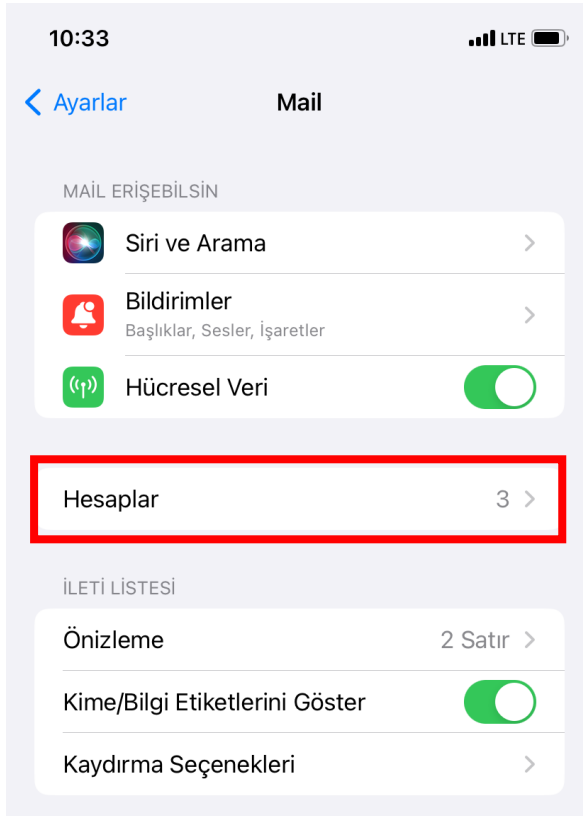 10:33
LTE
Ayarlar
Mail
MAİL ERİŞEBİLSİN
Siri ve Arama
Bildirimler
Başlıklar, Sesler, İşaretler
Hücresel Veri
Hesaplar 3
İLETİ LİSTESİ
Önizleme 2 Satır
Kime/Bilgi Etiketlerini Göster
Kaydırma Seçenekleri